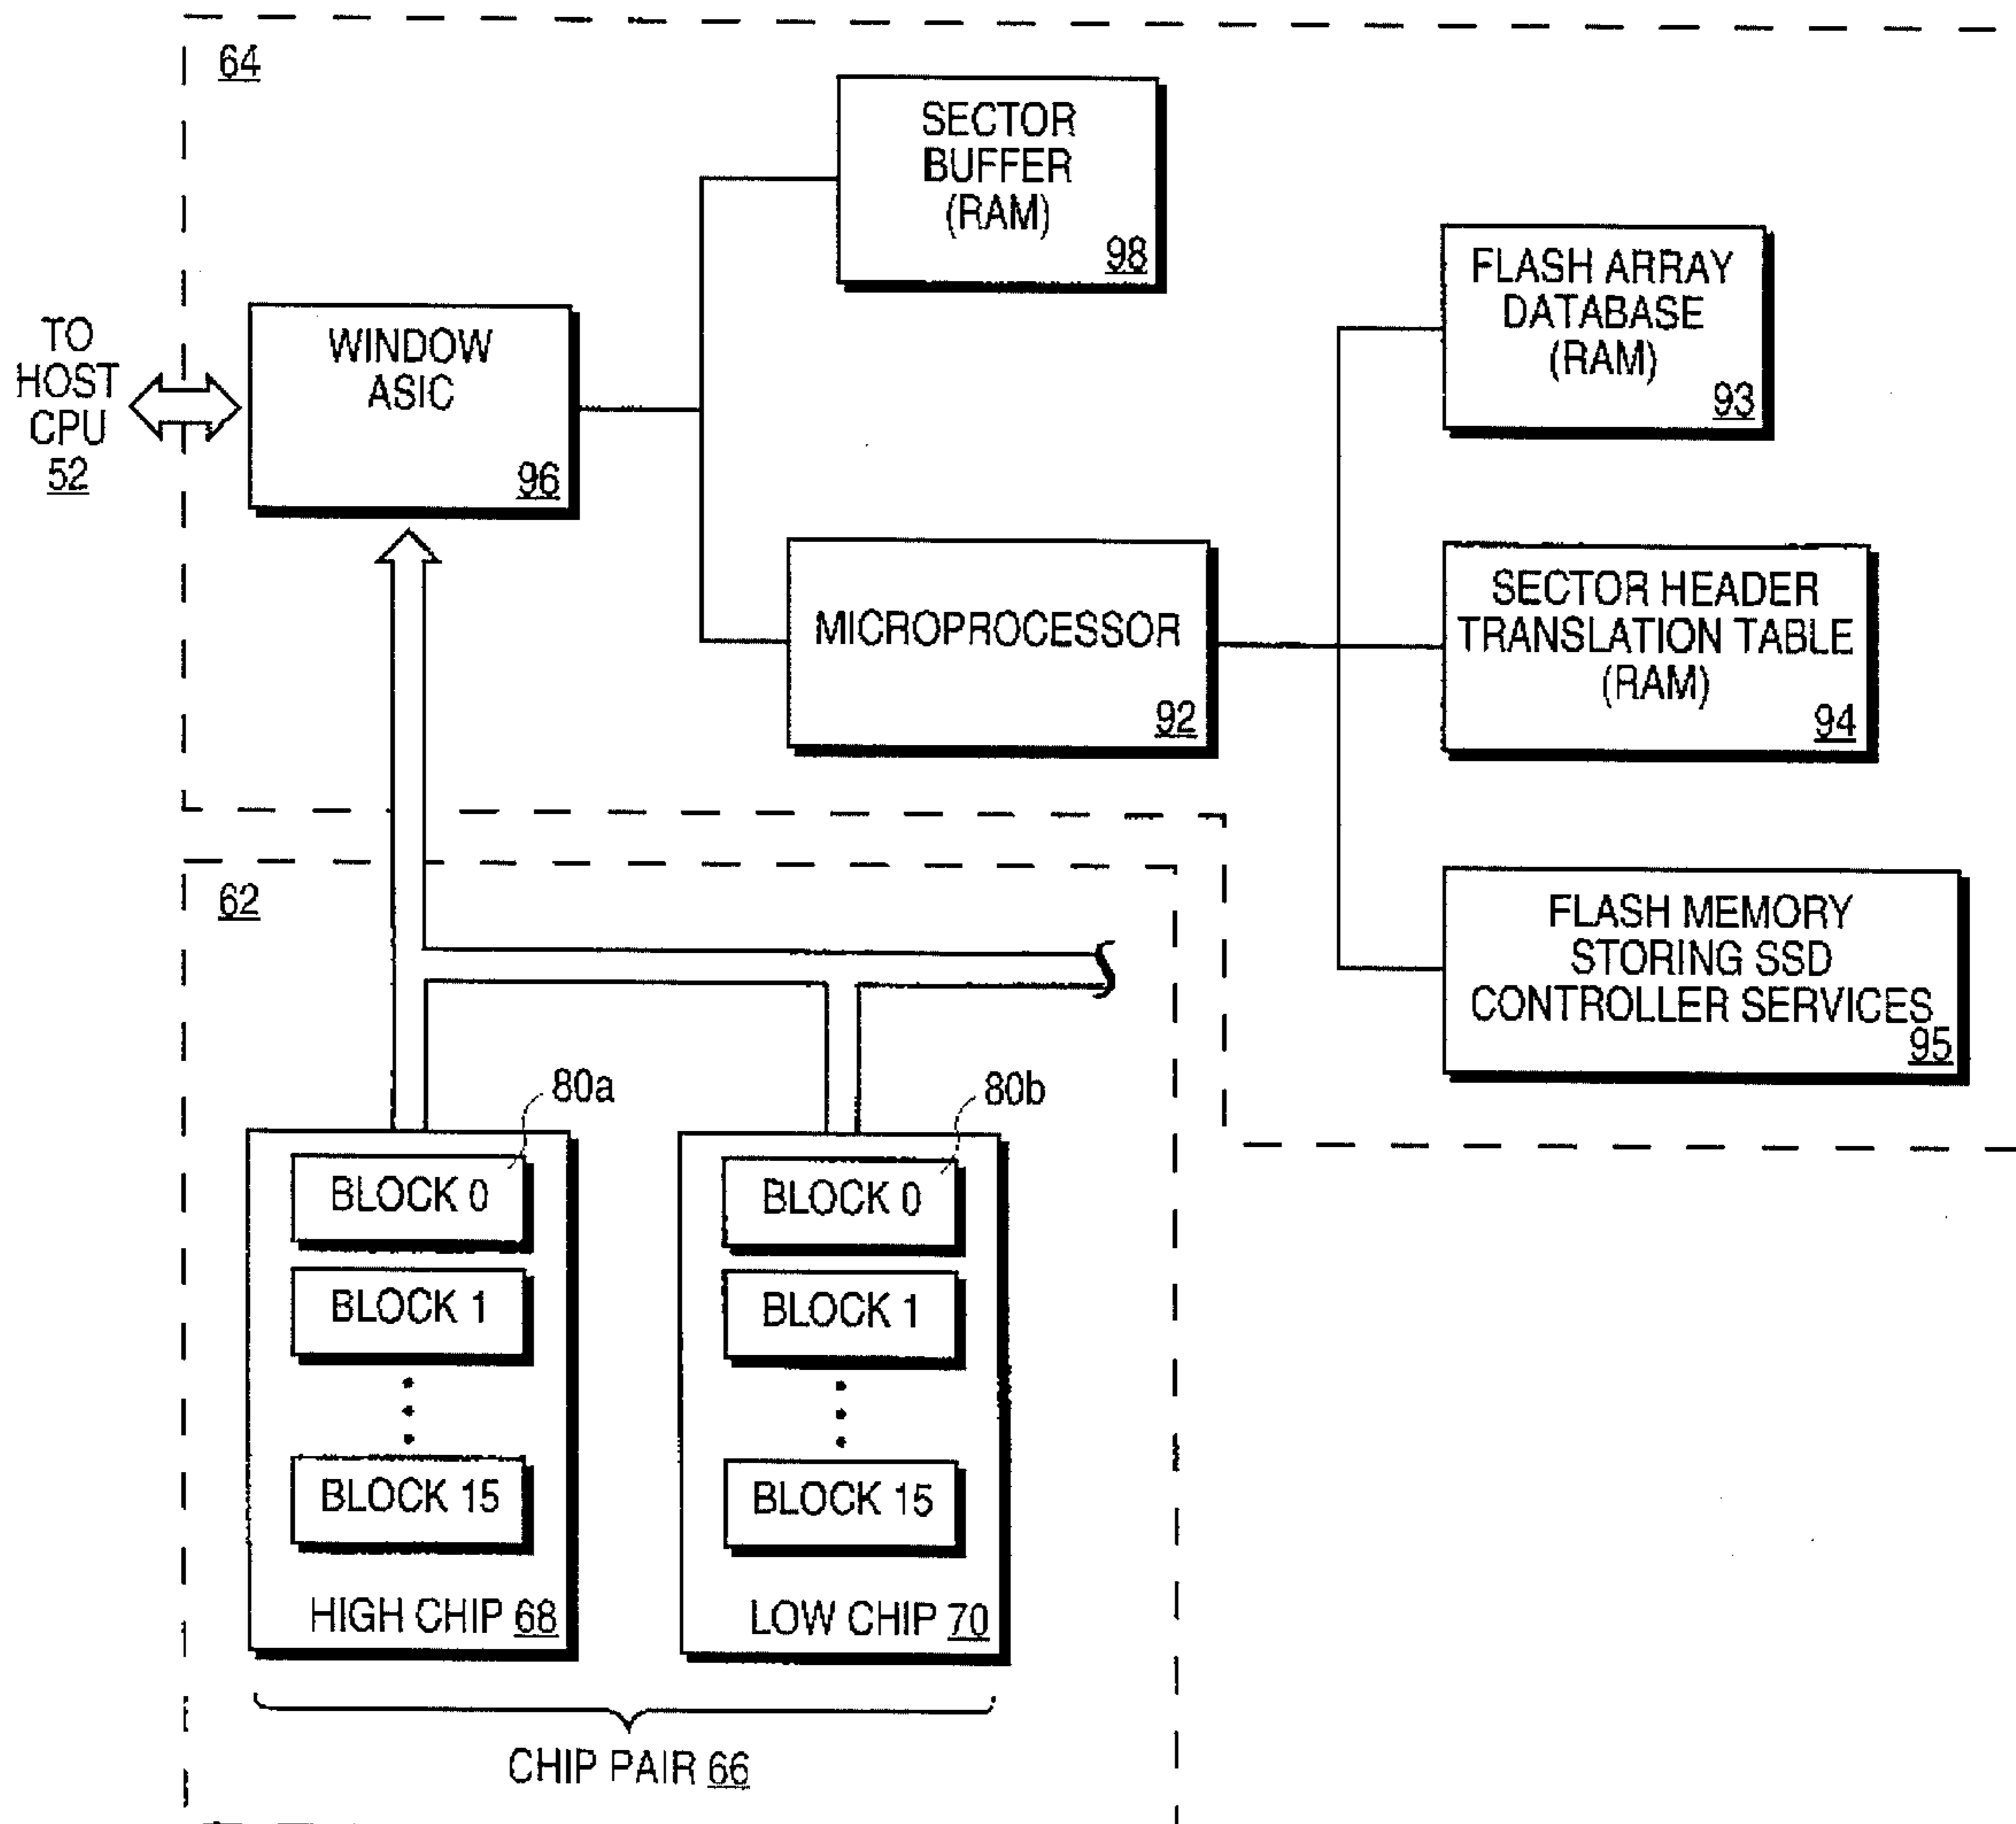 64
SECTOR
BUFFER
(RAM)
98
TO
HOST
CPU
52
WINDOW
ASIC
96
FLASH ARRAY
DATABASE
(RAM)
93
MICROPROCESSOR
92
SECTOR HEADER
TRANSLATION TABLE
(RAM)
94
FLASH MEMORY
STORING SSD
CONTROLLER SERVICES
95
62
80a
BLOCK 0
BLOCK 1
BLOCK 15
HIGH CHIP 68
80b
BLOCK 0
BLOCK 1
BLOCK 15
LOW CHIP 70
CHIP PAIR 66